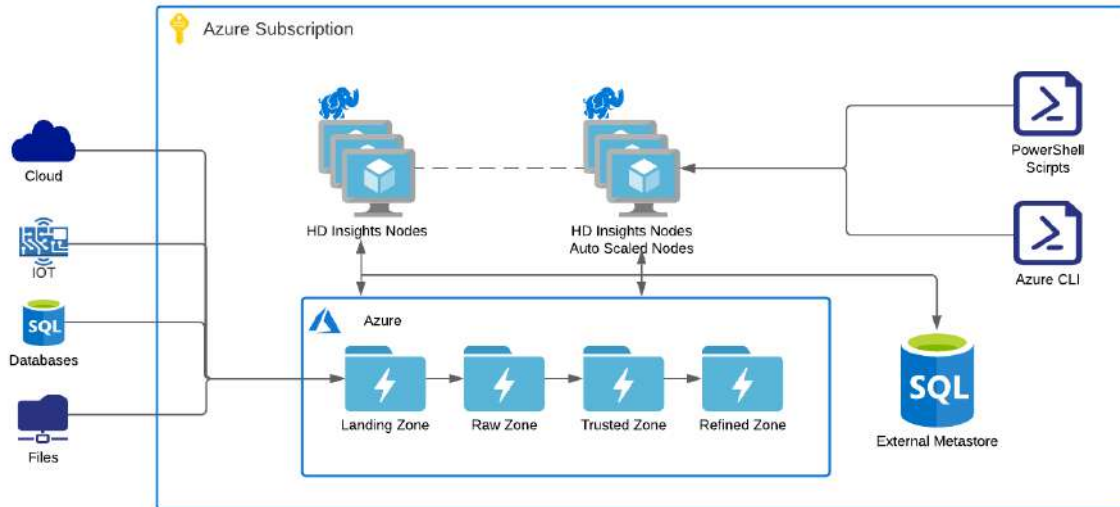 Azure Subscription
Cloud
IOT
SQL
Databases
Files
HD Insights Nodes
HD Insights Nodes
Auto Scaled Nodes
PowerShell
Scirpts
Azure CLI
Azure
Landing Zone
Raw Zone
Trusted Zone
Refined Zone
SQL
External Metastore